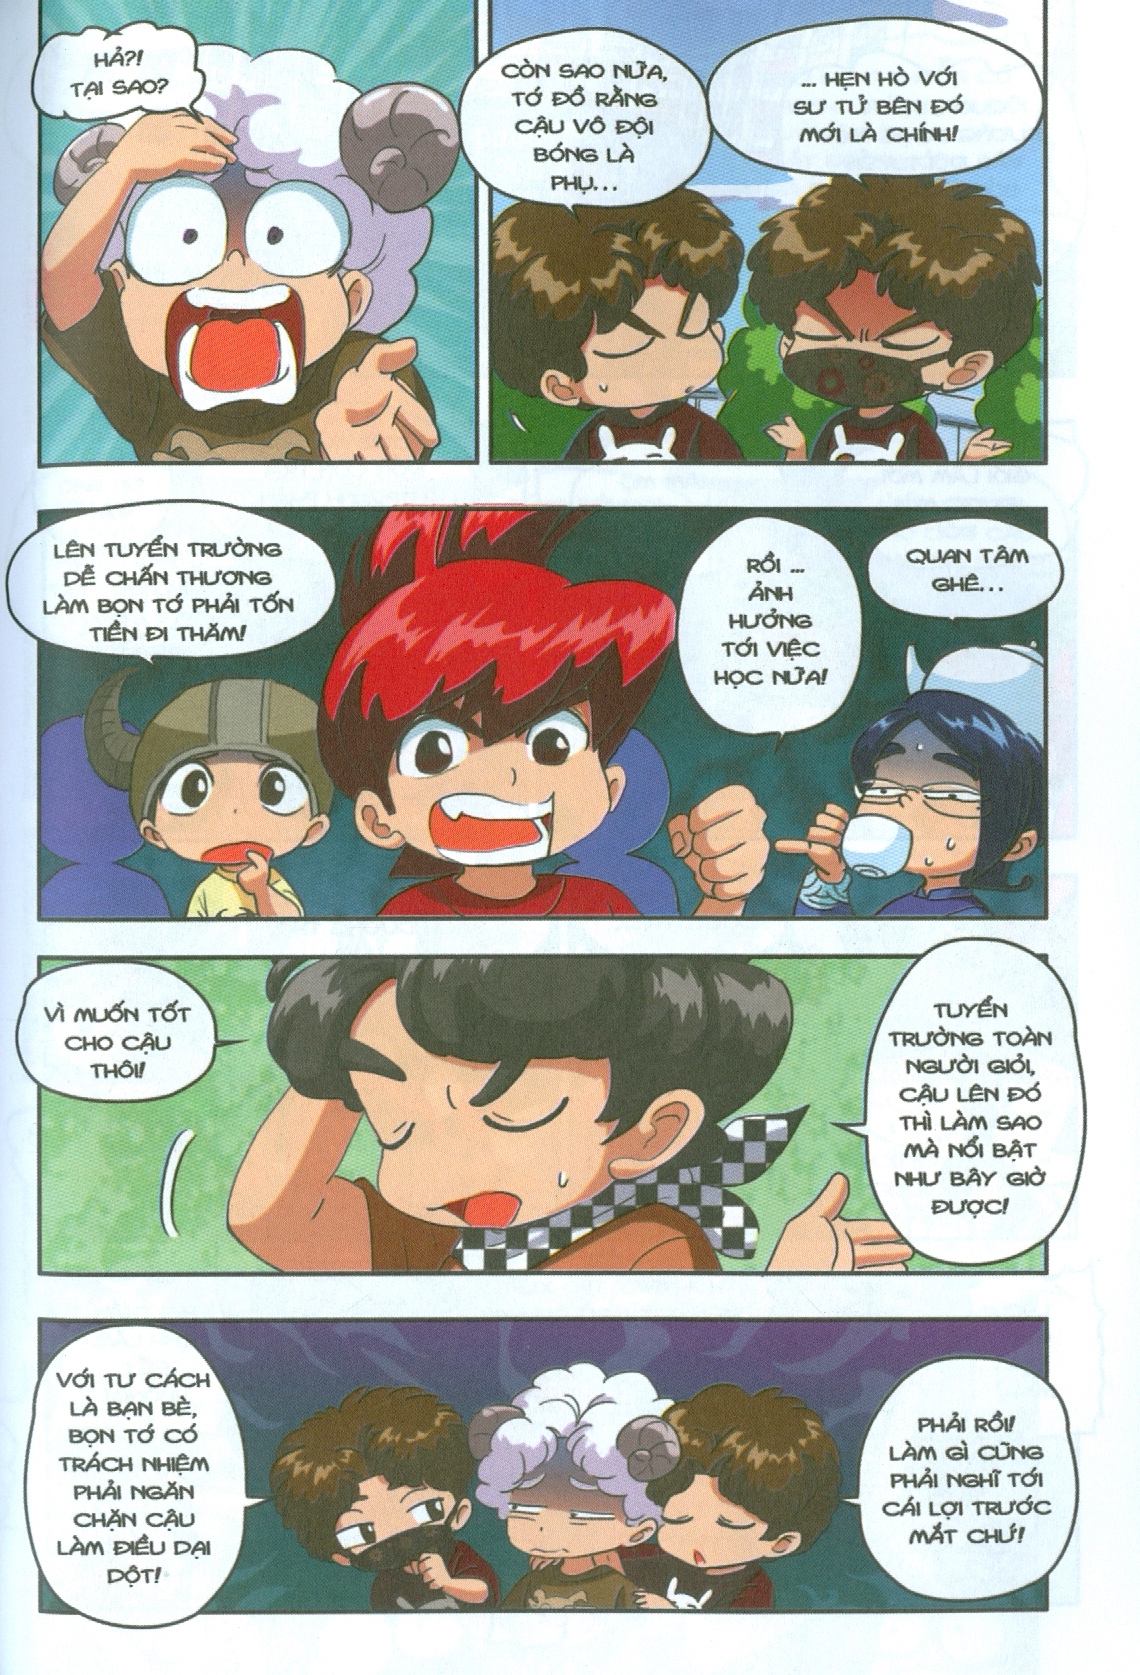 HẢ?!
TẠI SAO?
CÒN SAO NỮA,
TỚ ĐỒ RẰNG
CẬU VÔ ĐỘI
BÓNG LÀ
PHỤ...
... HẸN HÒ VỚI
SƯ TỬ BÊN ĐÓ
MỚI LÀ CHÍNH!
LÊN TUYỂN TRƯỜNG
DỄ CHẤN THƯƠNG
LÀM BỌN TỚ PHẢI TỐN
TIỀN ĐI THĂM!
RỒI ...
ẢNH
HƯỞNG
TỚI VIỆC
HỌC NỮA!
QUAN TÂM
GHÊ...
VÌ MUỐN TỐT
CHO CẬU
THÔI!
TUYỂN
TRƯỜNG TOÀN
NGƯỜI GIỎI,
CẬU LÊN ĐÓ
THÌ LÀM SAO
MÀ NỔI BẬT
NHƯ BÂY GIỜ
ĐƯỢC!
VỚI TƯ CÁCH
LÀ BẠN BÈ,
BỌN TỚ CÓ
TRÁCH NHIỆM
PHẢI NGĂN
CHẶN CẬU
LÀM ĐIỀU DẠI
DỘT!
PHẢI RỒI!
LÀM GÌ CŨNG
PHẢI NGHĨ TỚI
CÁI LỢI TRƯỚC
MẮT CHỨ!